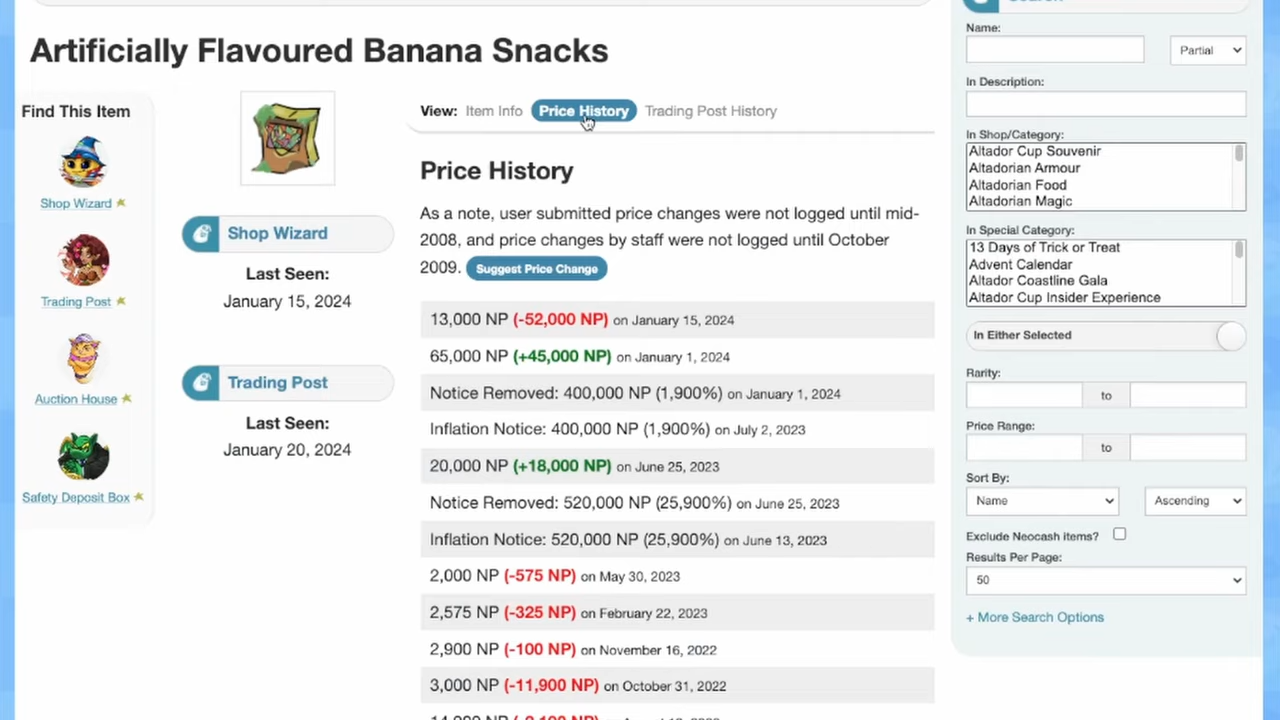 Artificially Flavoured Banana Snacks
Find This Item
Shop Wizard
Trading Post
Auction House
Safety Deposit Box
Shop Wizard
Last Seen:
January 15, 2024
Trading Post
Last Seen:
January 20, 2024
View: Item Info Price History Trading Post History
Price History
As a note, user submitted price changes were not logged until mid-
2008, and price changes by staff were not logged until October
2009. Suggest Price Change
13,000 NP (-52,000 NP) on January 15, 2024
65,000 NP (+45,000 NP) on January 1, 2024
Notice Removed: 400,000 NP (1,900%) on January 1, 2024
Inflation Notice: 400,000 NP (1,900%) on July 2, 2023
20,000 NP (+18,000 NP) on June 25, 2023
Notice Removed: 520,000 NP (25,900%) on June 25, 2023
Inflation Notice: 520,000 NP (25,900%) on June 13, 2023
2,000 NP (-575 NP) on May 30, 2023
2,575 NP (-325 NP) on February 22, 2023
2,900 NP (-100 NP) on November 16, 2022
3,000 NP (-11,900 NP) on October 31, 2022
Name:
Partial
In Description:
In Shop/Category:
Altador Cup Souvenir
Altadorian Armour
Altadorian Food
Altadorian Magic
In Special Category:
13 Days of Trick or Treat
Advent Calendar
Altador Coastline Gala
Altador Cup Insider Experience
In Either Selected
Rarity:
to
Price Range:
to
Sort By:
Name Ascending
Exclude Neocash items?
Results Per Page:
50
+ More Search Options